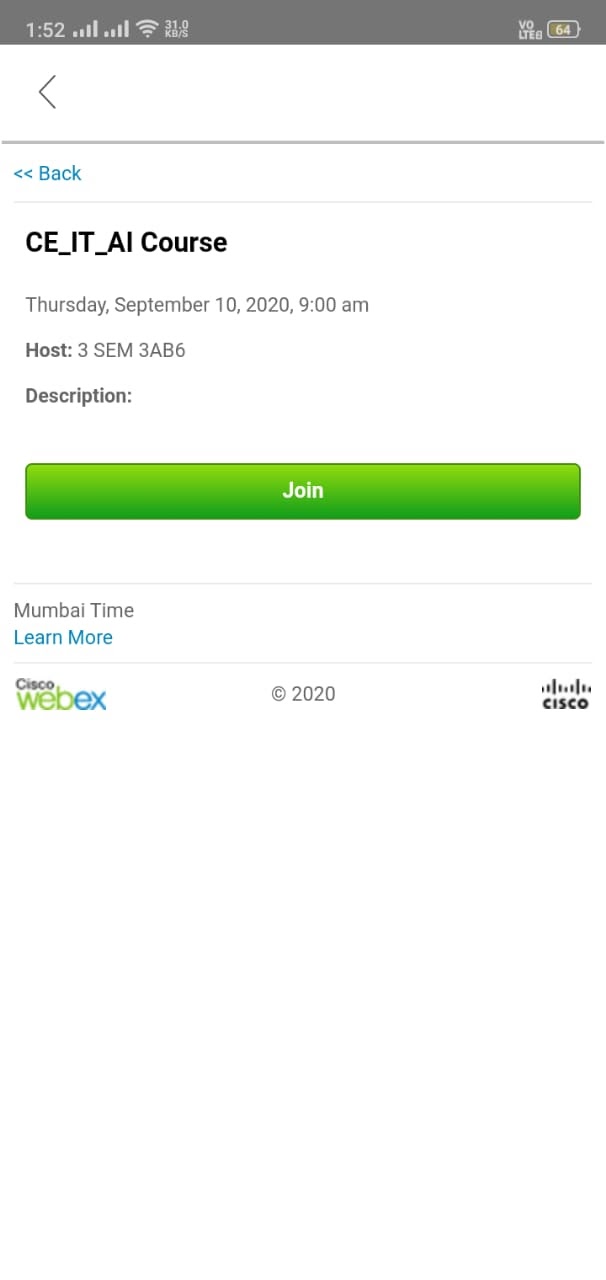 1:52 31.0 KB/S VO LTE 64
<< Back
CE_IT_AI Course
Thursday, September 10, 2020, 9:00 am
Host: 3 SEM 3AB6
Description:
Join
Mumbai Time
Learn More
Cisco webex © 2020 CISCO